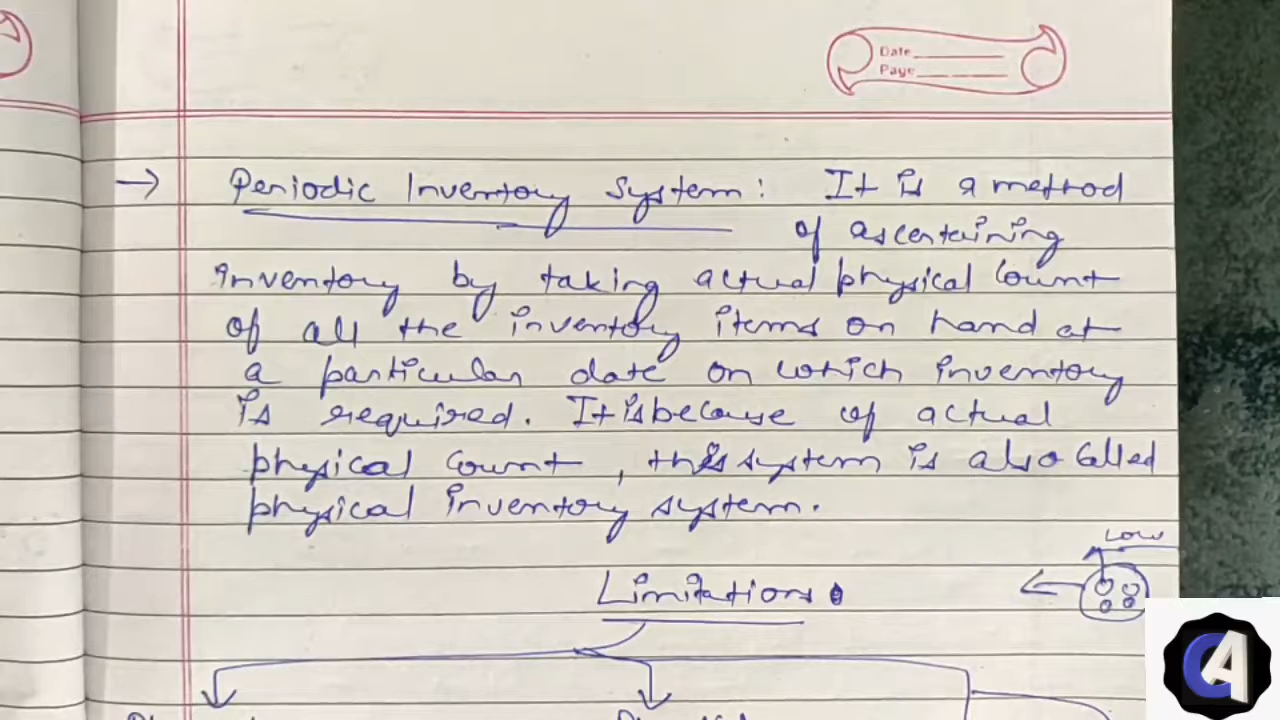 Date
Page
→ Periodic Inventory System: It is a method
of ascertaining
inventory by taking actual physical count
of all the inventory items on hand at
a particular date on which inventory
is required. It is because of actual
physical count, this system is also called
physical inventory system.
Low
Limitations
CA